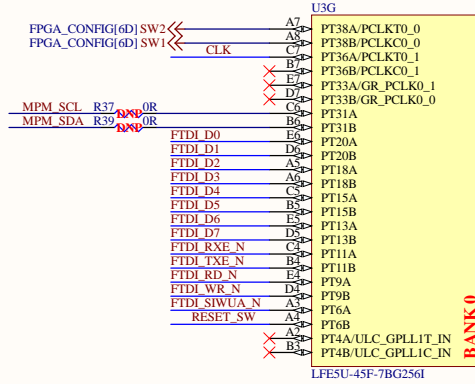 U3G
FPGA_CONFIG[6D] SW2 A7 PT38A/PCLKT0_0
FPGA_CONFIG[6D] SW1 A8 PT38B/PCLKC0_0
CLK C7 PT36A/PCLKT0_1
B7 PT36B/PCLKC0_1
E7 PT33A/GR_PCLK0_1
D7 PT33B/GR_PCLK0_0
MPM_SCL R37 DNP 0R C6 PT31A
MPM_SDA R39 DNP 0R B6 PT31B
FTDI_D0 E6 PT20A
FTDI_D1 D6 PT20B
FTDI_D2 A5 PT18A
FTDI_D3 A6 PT18B
FTDI_D4 C5 PT15A
FTDI_D5 B5 PT15B
FTDI_D6 E5 PT13A
FTDI_D7 D5 PT13B
FTDI_RXE_N C4 PT11A
FTDI_TXE_N B4 PT11B
FTDI_RD_N E4 PT9A
FTDI_WR_N D4 PT9B
FTDI_SIWUA_N A3 PT6A
RESET_SW A4 PT6B
A2 PT4A/ULC_GPLL1T_IN
B3 PT4B/ULC_GPLL1C_IN
BANK 0
LFE5U-45F-7BG256I